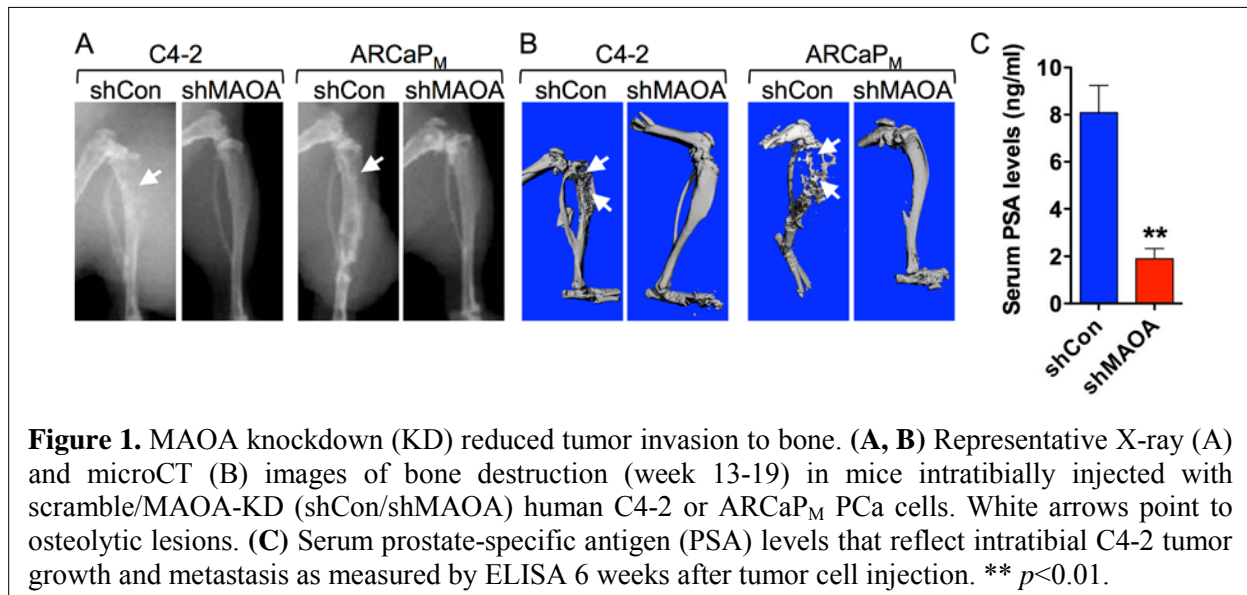 A
C4-2
ARCaPM
shCon
shMAOA
shCon
shMAOA
B
C4-2
ARCaPM
shCon
shMAOA
shCon
shMAOA
C
Serum PSA levels (ng/ml)
10
8
6
4
2
0
**
shCon
shMAOA
Figure 1. MAOA knockdown (KD) reduced tumor invasion to bone. (A, B) Representative X-ray (A)
and microCT (B) images of bone destruction (week 13-19) in mice intratibially injected with
scramble/MAOA-KD (shCon/shMAOA) human C4-2 or ARCaPM PCa cells. White arrows point to
osteolytic lesions. (C) Serum prostate-specific antigen (PSA) levels that reflect intratibial C4-2 tumor
growth and metastasis as measured by ELISA 6 weeks after tumor cell injection. ** p<0.01.